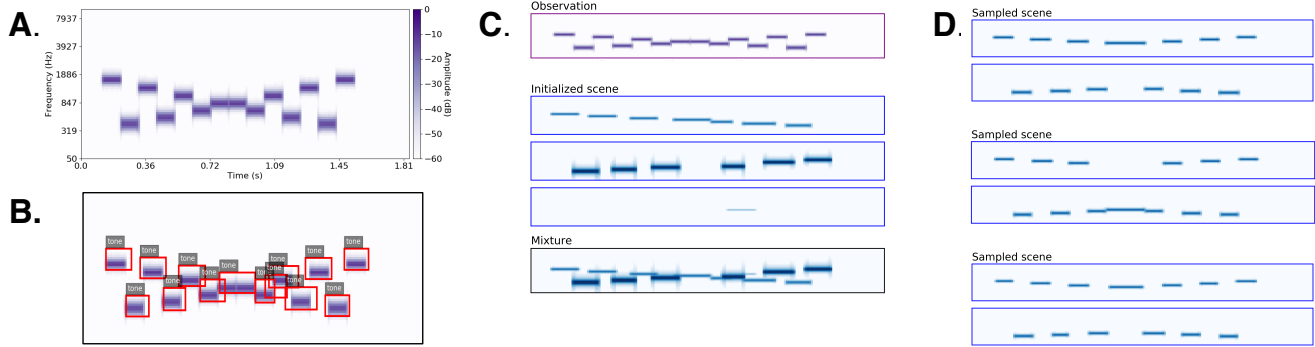 A.
7937
3927
1886
847
319
50
Frequency (Hz)
0.0 0.36 0.72 1.09 1.45 1.81
Time (s)
0
−10
−20
−30
−40
−50
−60
Amplitude (dB)
B.
tone
tone
tone
tone
tone
tone
tone
tone
tone
tone
tone
tone
tone
C.
Observation
Initialized scene
Mixture
D.
Sampled scene
Sampled scene
Sampled scene